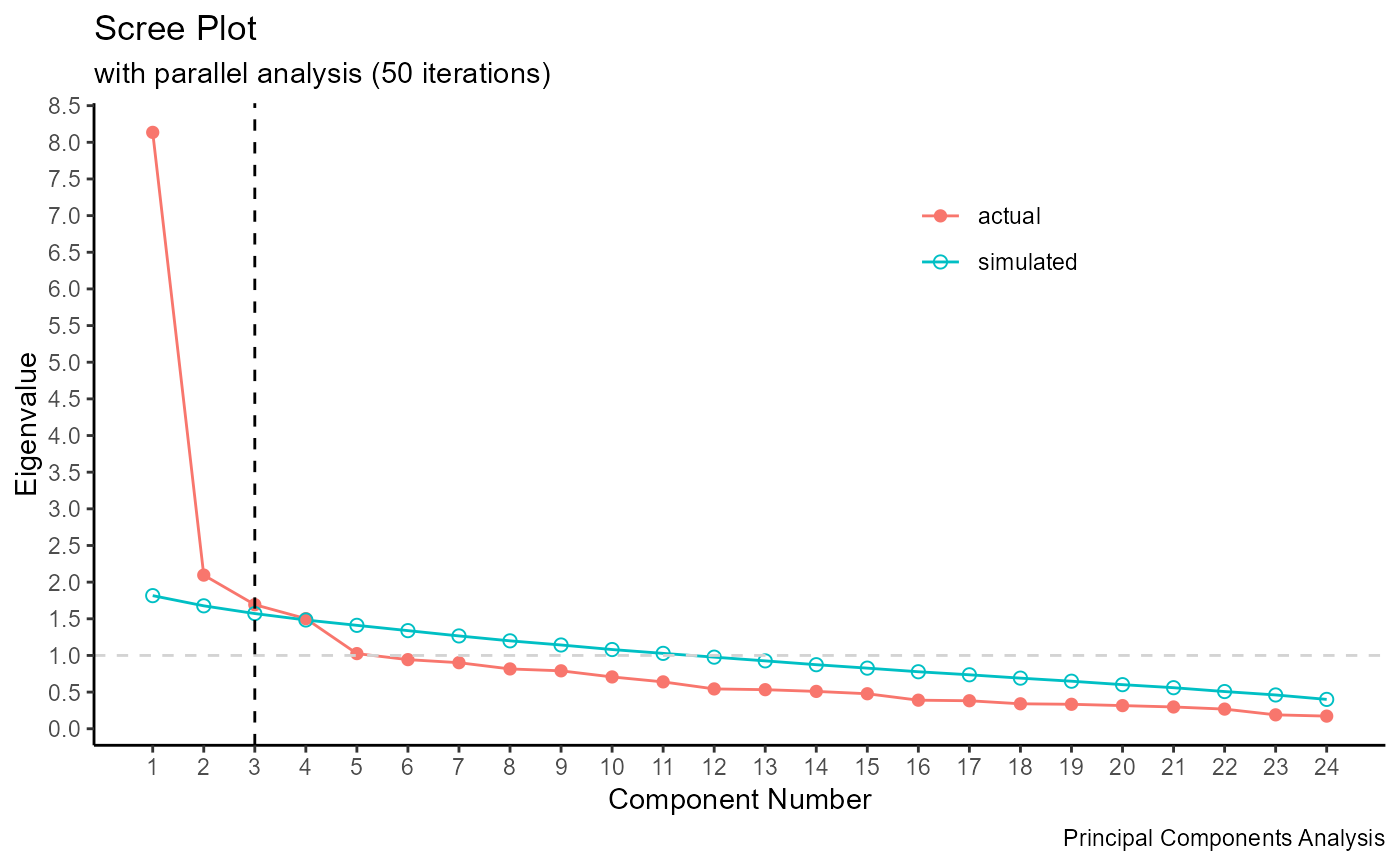 Scree Plot
with parallel analysis (50 iterations)
8.5
8.0
7.5
7.0
6.5
6.0
5.5
5.0
4.5
4.0
3.5
3.0
2.5
2.0
1.5
1.0
0.5
0.0
Eigenvalue
actual
simulated
1 2 3 4 5 6 7 8 9 10 11 12 13 14 15 16 17 18 19 20 21 22 23 24
Component Number
Principal Components Analysis